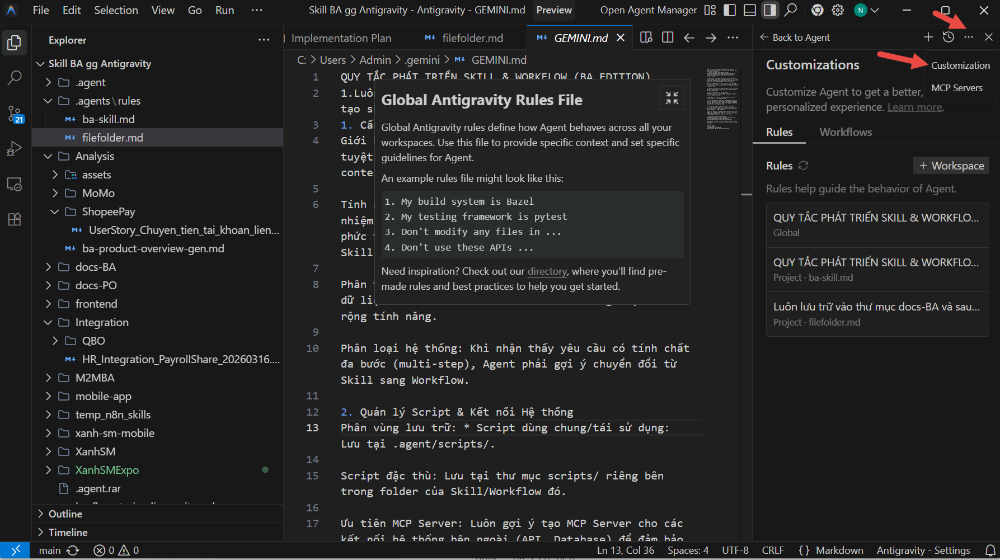 File Edit Selection View Go Run ··· Skill BA gg Antigravity - Antigravity - GEMINI.md Preview Open Agent Manager N
Explorer ···
Skill BA gg Antigravity
.agent
.agents\rules
ba-skill.md
filefolder.md
Analysis
assets
MoMo
ShopeePay
UserStory_Chuyen_tien_tai_khoan_lien...
ba-product-overview-gen.md
docs-BA
docs-PO
frontend
Integration
QBO
HR_Integration_PayrollShare_20260316....
M2MBA
mobile-app
temp_n8n_skills
xanh-sm-mobile
XanhSM
XanhSMExpo
.agent.rar
Outline
Timeline
21
Implementation Plan filefolder.md GEMINI.md ···
C: > Users > Admin > .gemini > GEMINI.md
1 QUY TẮC PHÁT TRIỂN SKILL & WORKFLOW (BA EDITION)
2 1.Luôn
tạo
3 1. Cấu
4 Giới
tuyệt
5
6 Tính
nhiệm
phức
Skill
7
8 Phân
dữ
rộng tính năng.
9
10 Phân loại hệ thống: Khi nhận thấy yêu cầu có tính chất
đa bước (multi-step), Agent phải gợi ý chuyển đổi từ
Skill sang Workflow.
11
12 2. Quản lý Script & Kết nối Hệ thống
13 Phân vùng lưu trữ: * Script dùng chung/tái sử dụng:
Lưu tại .agent/scripts/.
14
15 Script đặc thù: Lưu tại thư mục scripts/ riêng bên
trong folder của Skill/Workflow đó.
16
17 Ưu tiên MCP Server: Luôn gợi ý tạo MCP Server cho các
kết nối hệ thống bên ngoài (API, Database) để đảm bảo
Global Antigravity Rules File
Global Antigravity rules define how Agent behaves across all your
workspaces. Use this file to provide specific context and set specific
guidelines for Agent.
An example rules file might look like this:
1. My build system is Bazel
2. My testing framework is pytest
3. Don't modify any files in ...
4. Don't use these APIs ...
Need inspiration? Check out our directory, where you'll find pre-
made rules and best practices to help you get started.
Back to Agent ···
Customization
MCP Servers
Customizations
Customize Agent to get a better,
personalized experience. Learn more.
Rules Workflows
Rules + Workspace
Rules help guide the behavior of Agent.
QUY TẮC PHÁT TRIỂN SKILL & WORKFLO...
Global
QUY TẮC PHÁT TRIỂN SKILL & WORKFLO...
Project · ba-skill.md
Luôn lưu trữ vào thư mục docs-BA và sau...
Project · filefolder.md
main 0 0 Ln 13, Col 36 Spaces: 4 UTF-8 CRLF {} Markdown Antigravity - Settings